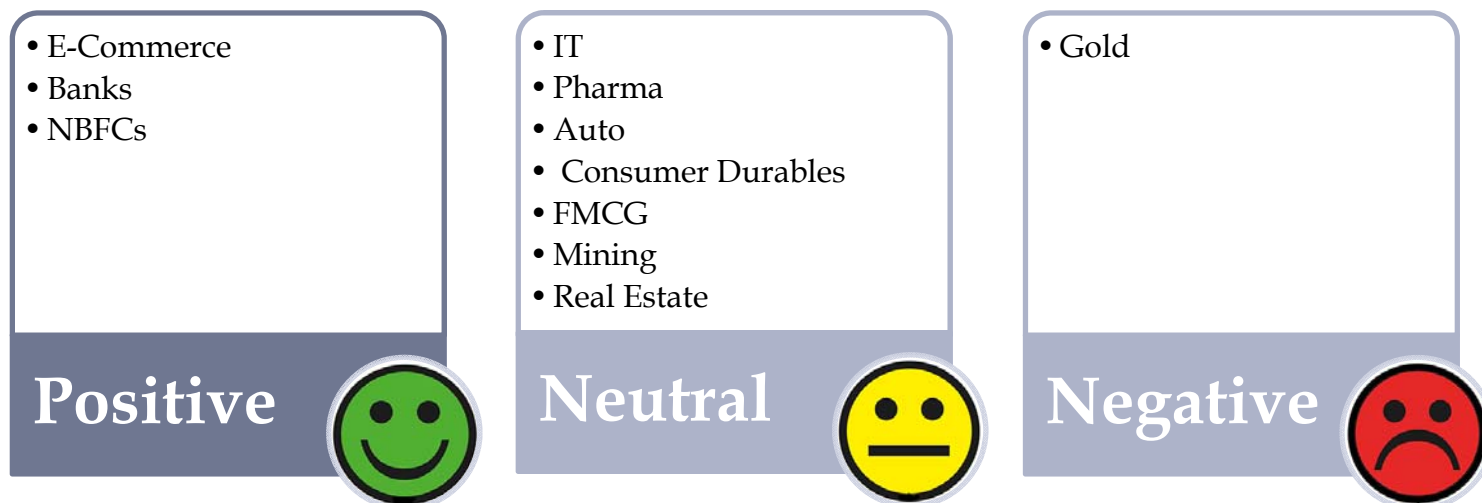 • E-Commerce
• Banks
• NBFCs
Positive
• IT
• Pharma
• Auto
• Consumer Durables
• FMCG
• Mining
• Real Estate
Neutral
• Gold
Negative